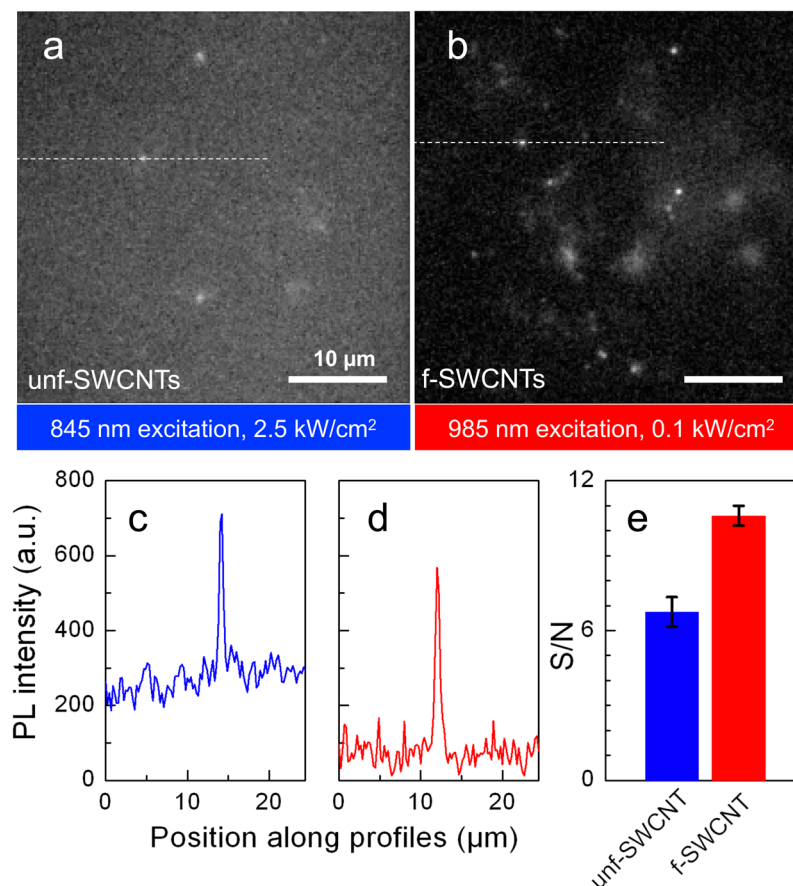 a
b
10 µm
unf-SWCNTs
f-SWCNTs
845 nm excitation, 2.5 kW/cm²
985 nm excitation, 0.1 kW/cm²
c
d
e
PL intensity (a.u.)
800
600
400
200
0
0
10
20
0
10
20
Position along profiles (µm)
S/N
12
6
0
unf-SWCNT
f-SWCNT